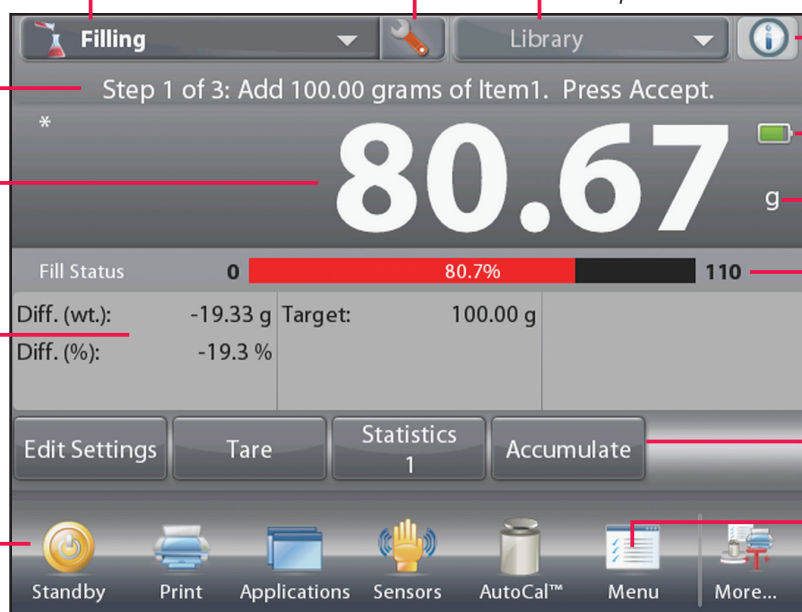 Filling Library
Step 1 of 3: Add 100.00 grams of Item1. Press Accept.
*
80.67
g
Fill Status 0 80.7% 110
Diff. (wt.): -19.33 g Target: 100.00 g
Diff. (%): -19.3 %
Edit Settings Tare Statistics 1 Accumulate
Standby Print Applications Sensors AutoCal™ Menu More...